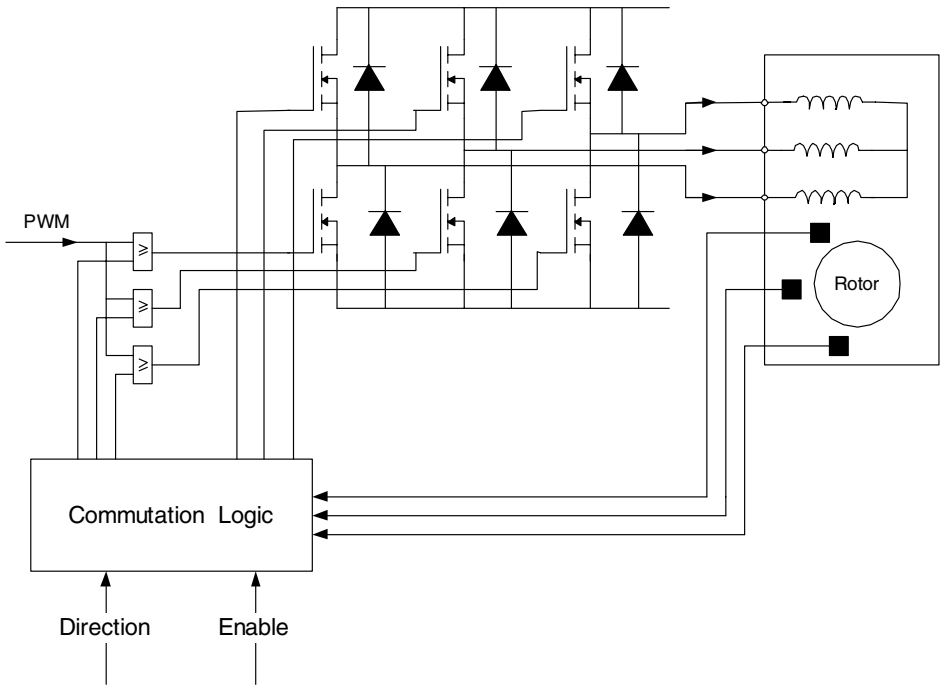 PWM
≥
≥
≥
Rotor
Commutation Logic
Direction
Enable